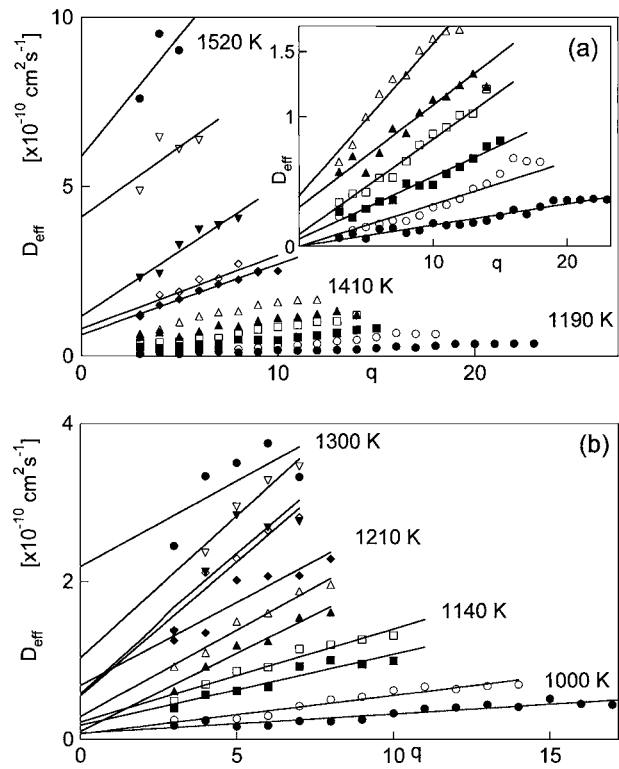 10
5
0
D_eff [x10⁻¹⁰ cm²s⁻¹]
1520 K
1410 K
1190 K
0 10 q 20
(a)
1.5
1
0
D_eff
0 10 q 20
(b)
4
2
0
D_eff [x10⁻¹⁰ cm²s⁻¹]
1300 K
1210 K
1140 K
1000 K
0 5 10 q 15